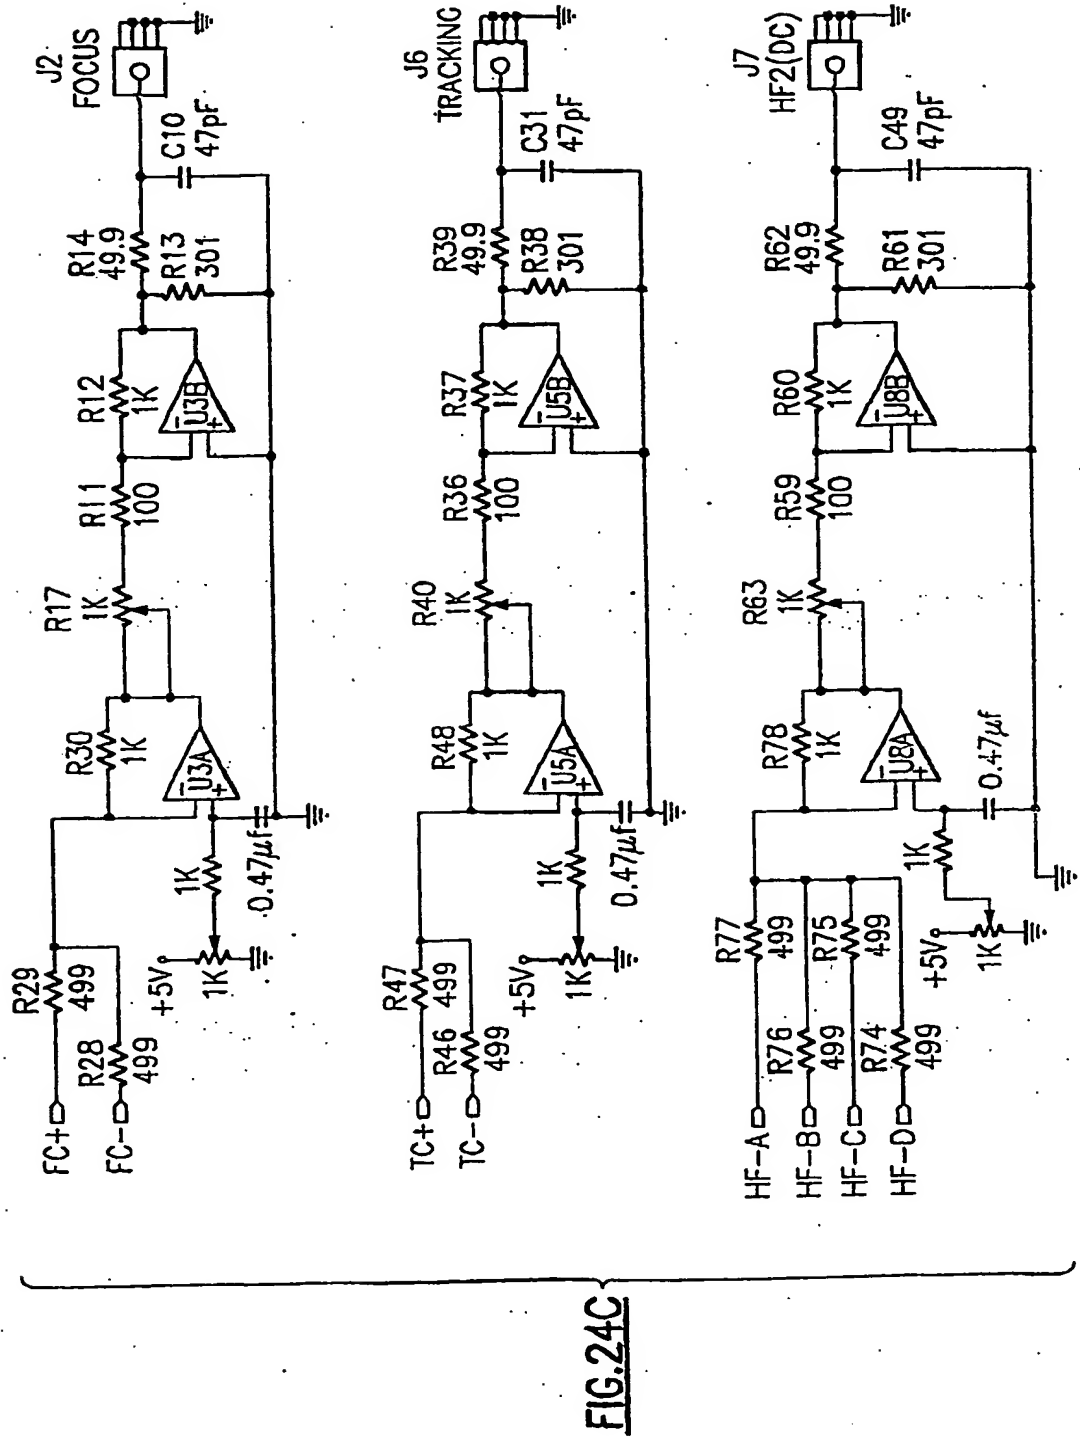 FC+
FC-
R29
499
R28
499
+5V
1K
1K
0.47µf
R30
1K
U3A
R17
1K
R11
100
R12
1K
U3B
R14
49.9
R13
301
C10
47pF
J2
FOCUS
TC+
TC-
R47
499
R46
499
+5V
1K
1K
0.47µf
R48
1K
U5A
R40
1K
R36
100
R37
1K
U5B
R39
49.9
R38
301
C31
47pF
J6
TRACKING
HF-A
HF-B
HF-C
HF-D
R77
499
R76
499
R75
499
R74
499
+5V
1K
1K
0.47µf
R78
1K
U8A
R63
1K
R59
100
R60
1K
U8B
R62
49.9
R61
301
C49
47pF
J7
HF2(DC)
FIG.24C